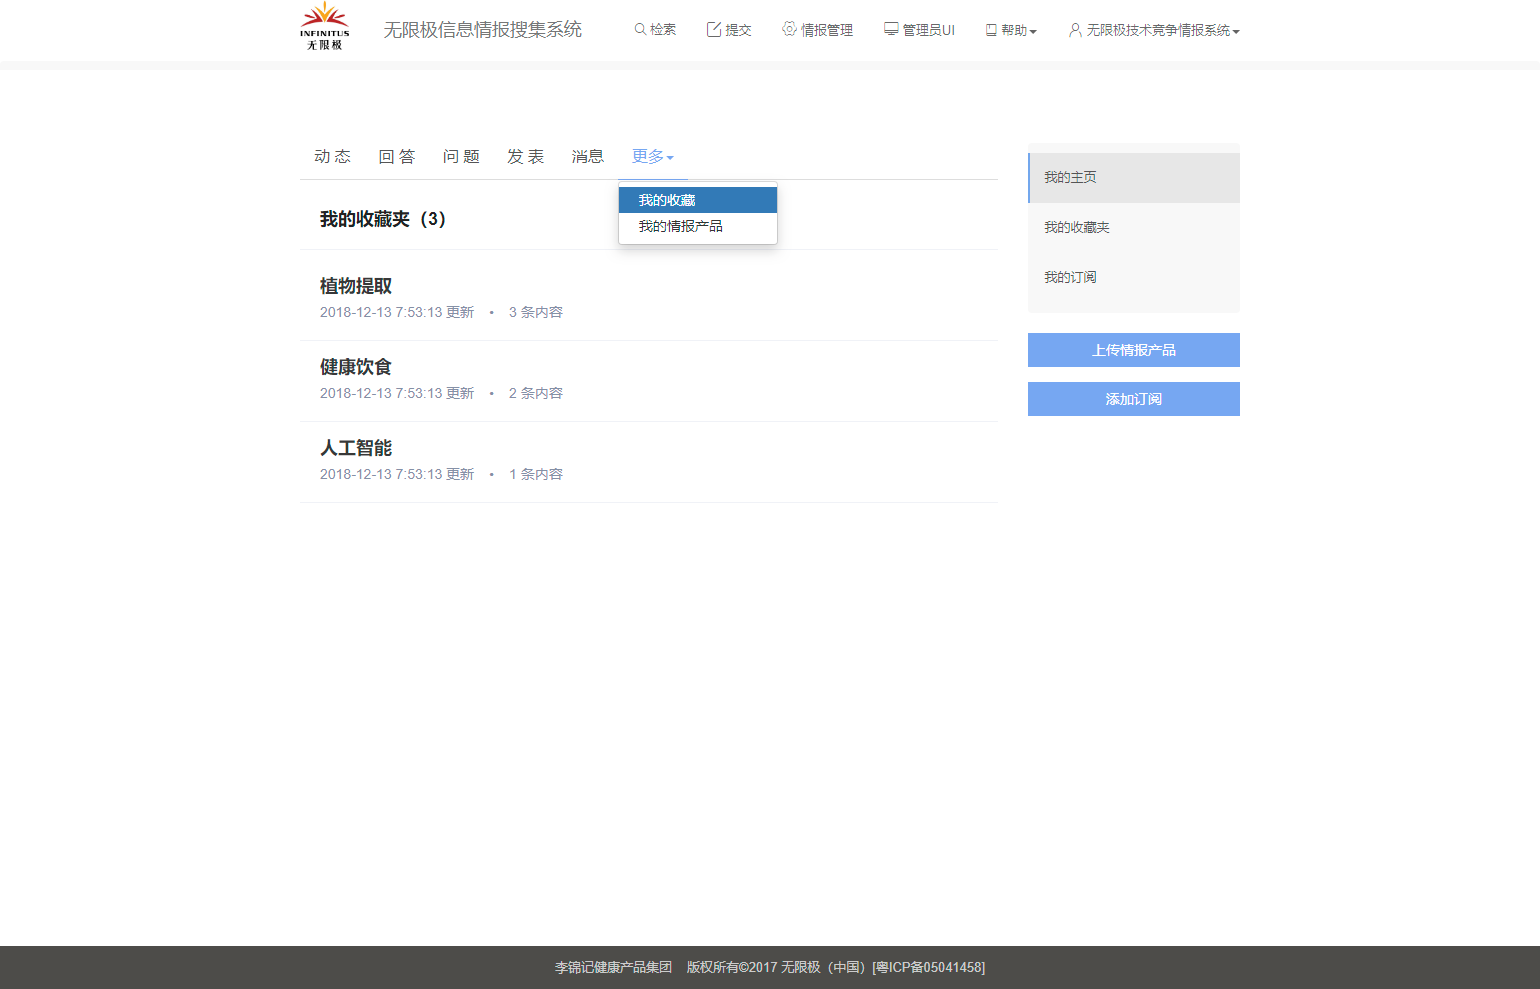 INFINITUS
无限极
无限极信息情报搜集系统
检索
提交
情报管理
管理员UI
帮助
无限极技术竞争情报系统
动 态
回 答
问 题
发 表
消息
更多
我的收藏
我的情报产品
我的收藏夹（3）
植物提取
2018-12-13 7:53:13 更新 • 3 条内容
健康饮食
2018-12-13 7:53:13 更新 • 2 条内容
人工智能
2018-12-13 7:53:13 更新 • 1 条内容
我的主页
我的收藏夹
我的订阅
上传情报产品
添加订阅
李锦记健康产品集团 版权所有©2017 无限极（中国）[粤ICP备05041458]